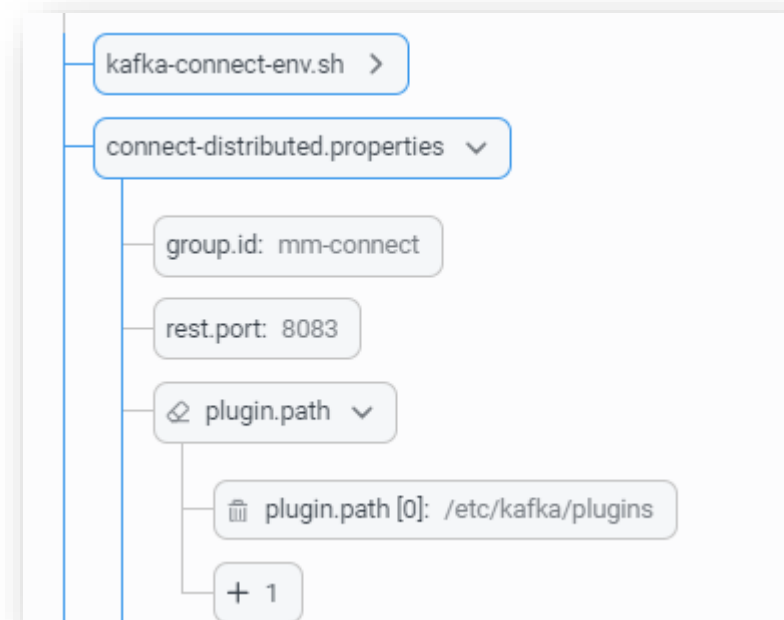 kafka-connect-env.sh
connect-distributed.properties
group.id: mm-connect
rest.port: 8083
plugin.path
plugin.path [0]: /etc/kafka/plugins
+ 1